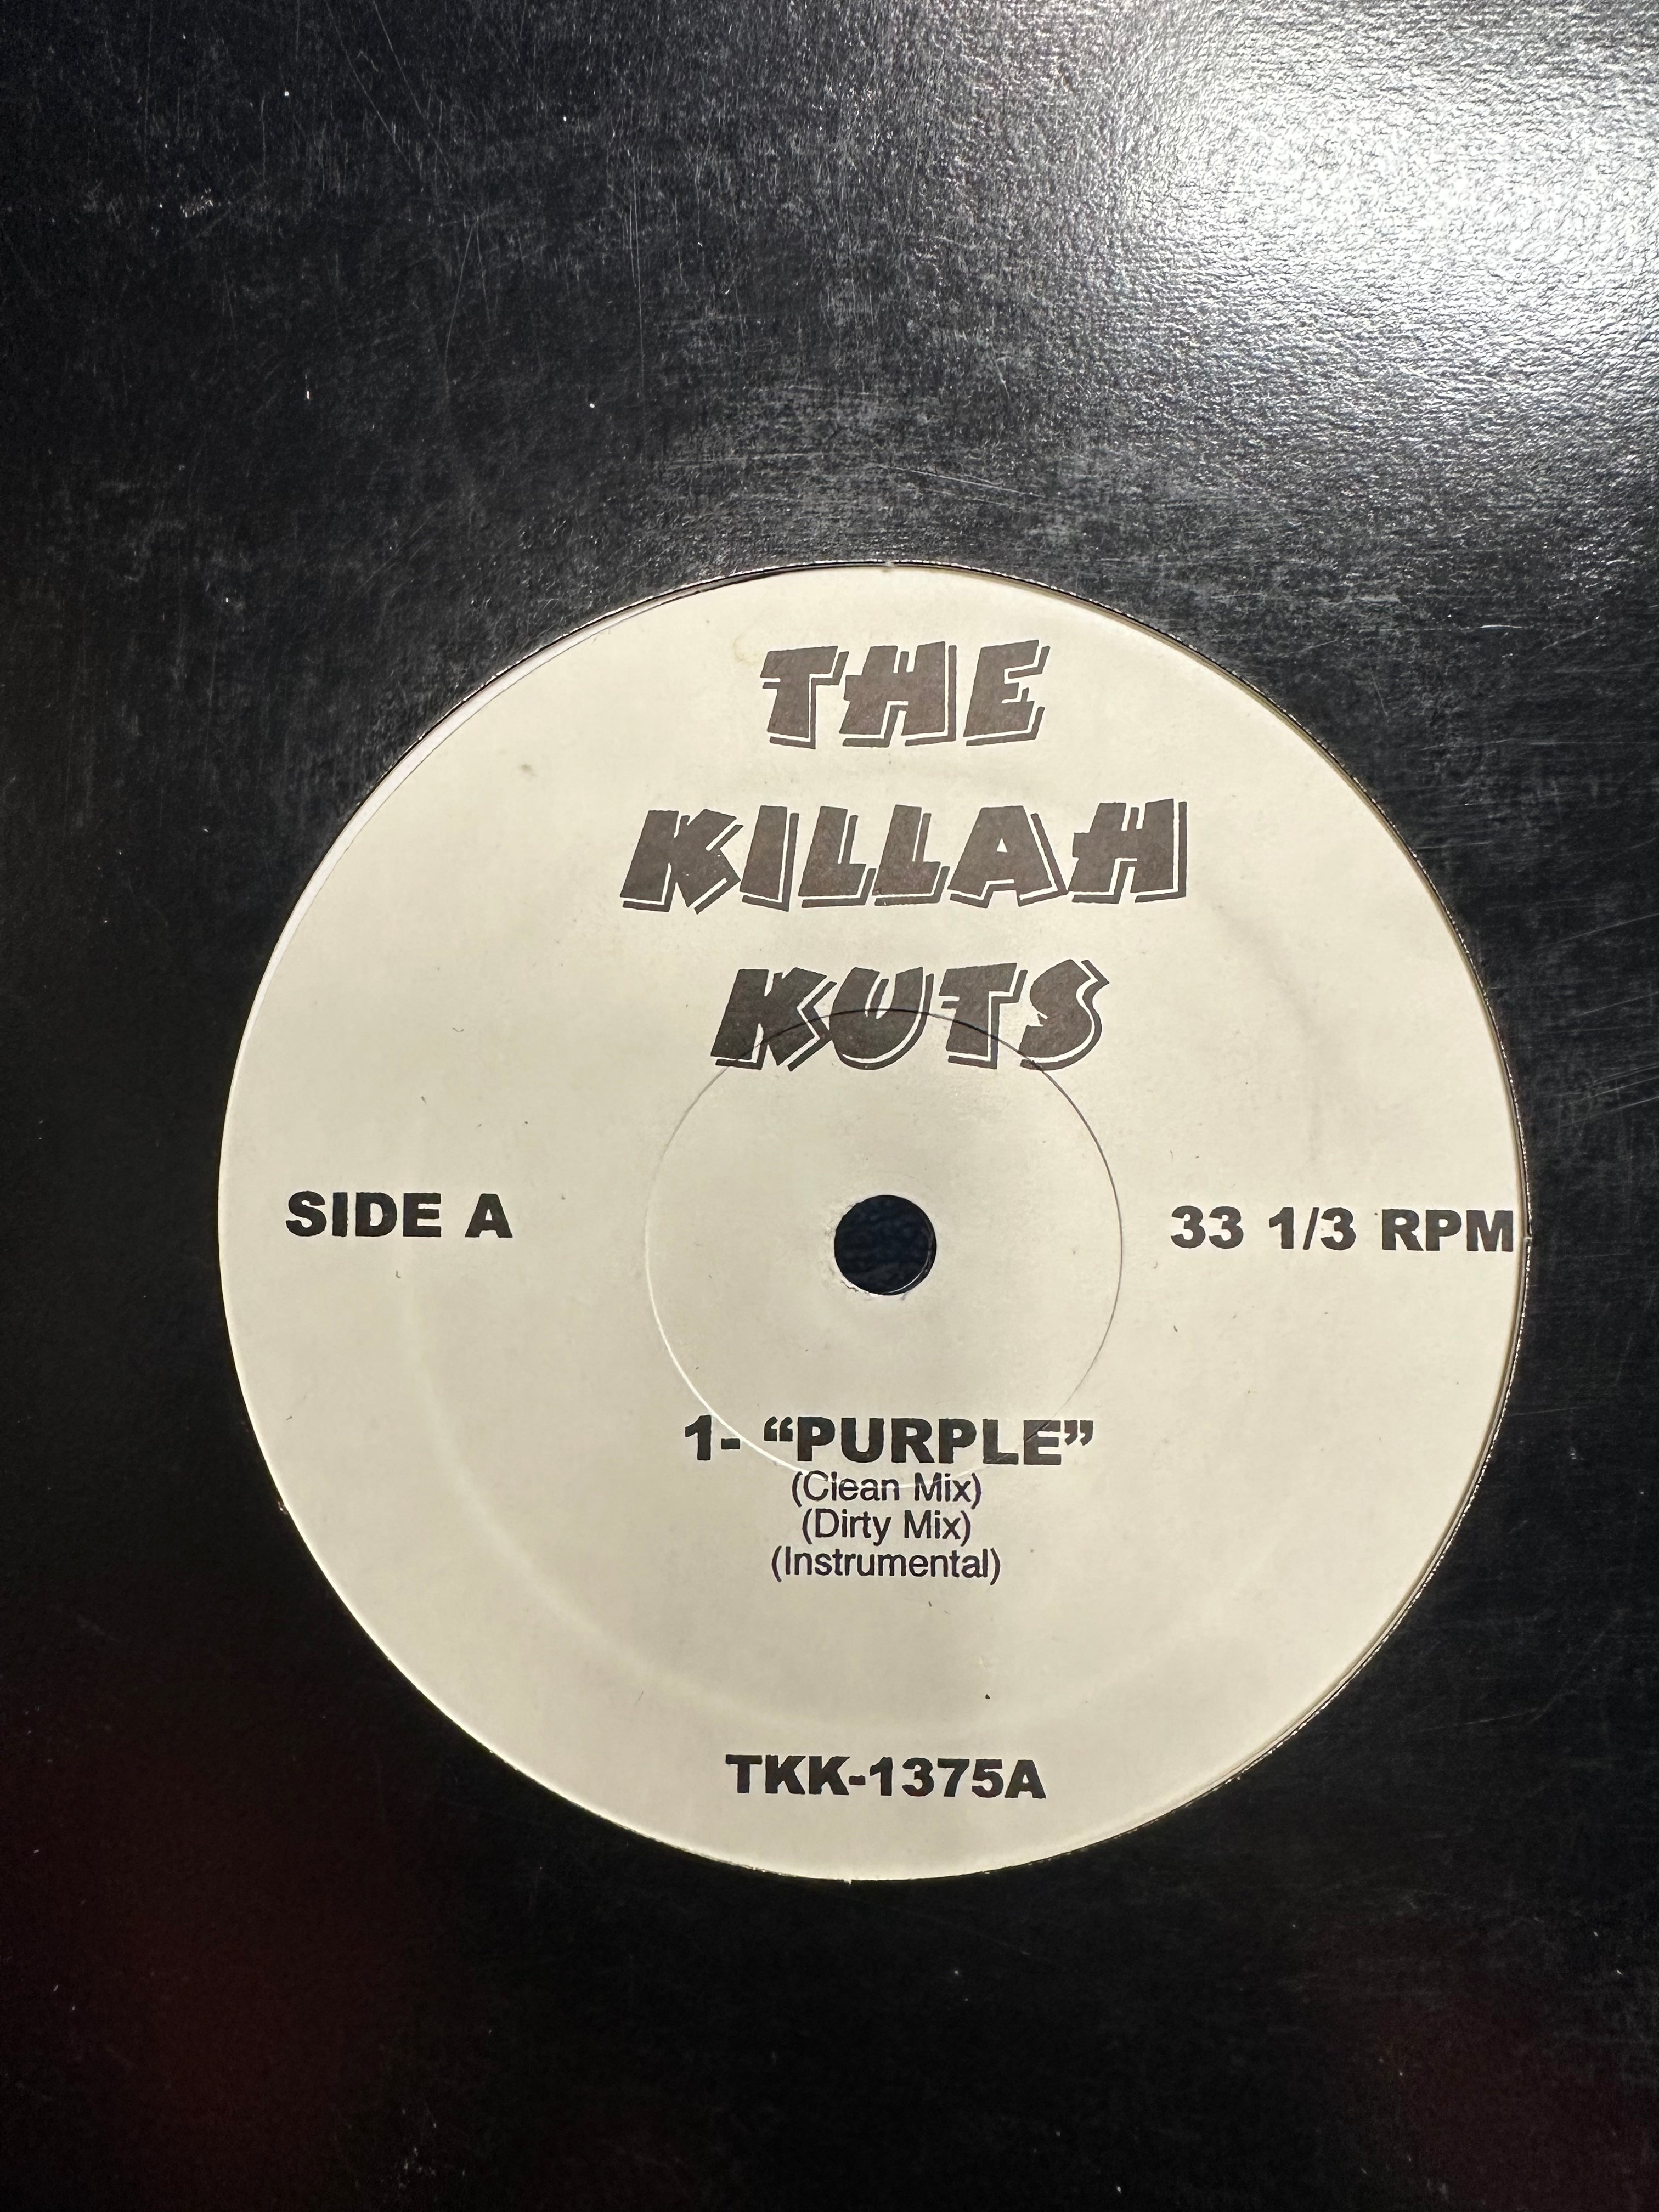 THE
KILLAH
KUTS
SIDE A
33 1/3 RPM
1- “PURPLE”
(Clean Mix)
(Dirty Mix)
(Instrumental)
TKK-1375A